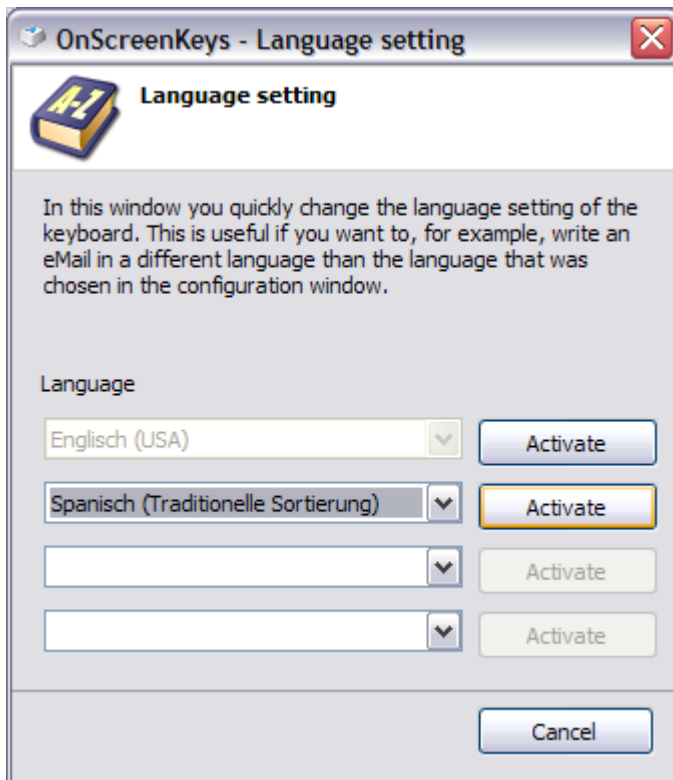 OnScreenKeys - Language setting
A-Z
Language setting
In this window you quickly change the language setting of the
keyboard. This is useful if you want to, for example, write an
eMail in a different language than the language that was
chosen in the configuration window.
Language
Englisch (USA)
Activate
Spanisch (Traditionelle Sortierung)
Activate
Activate
Activate
Cancel